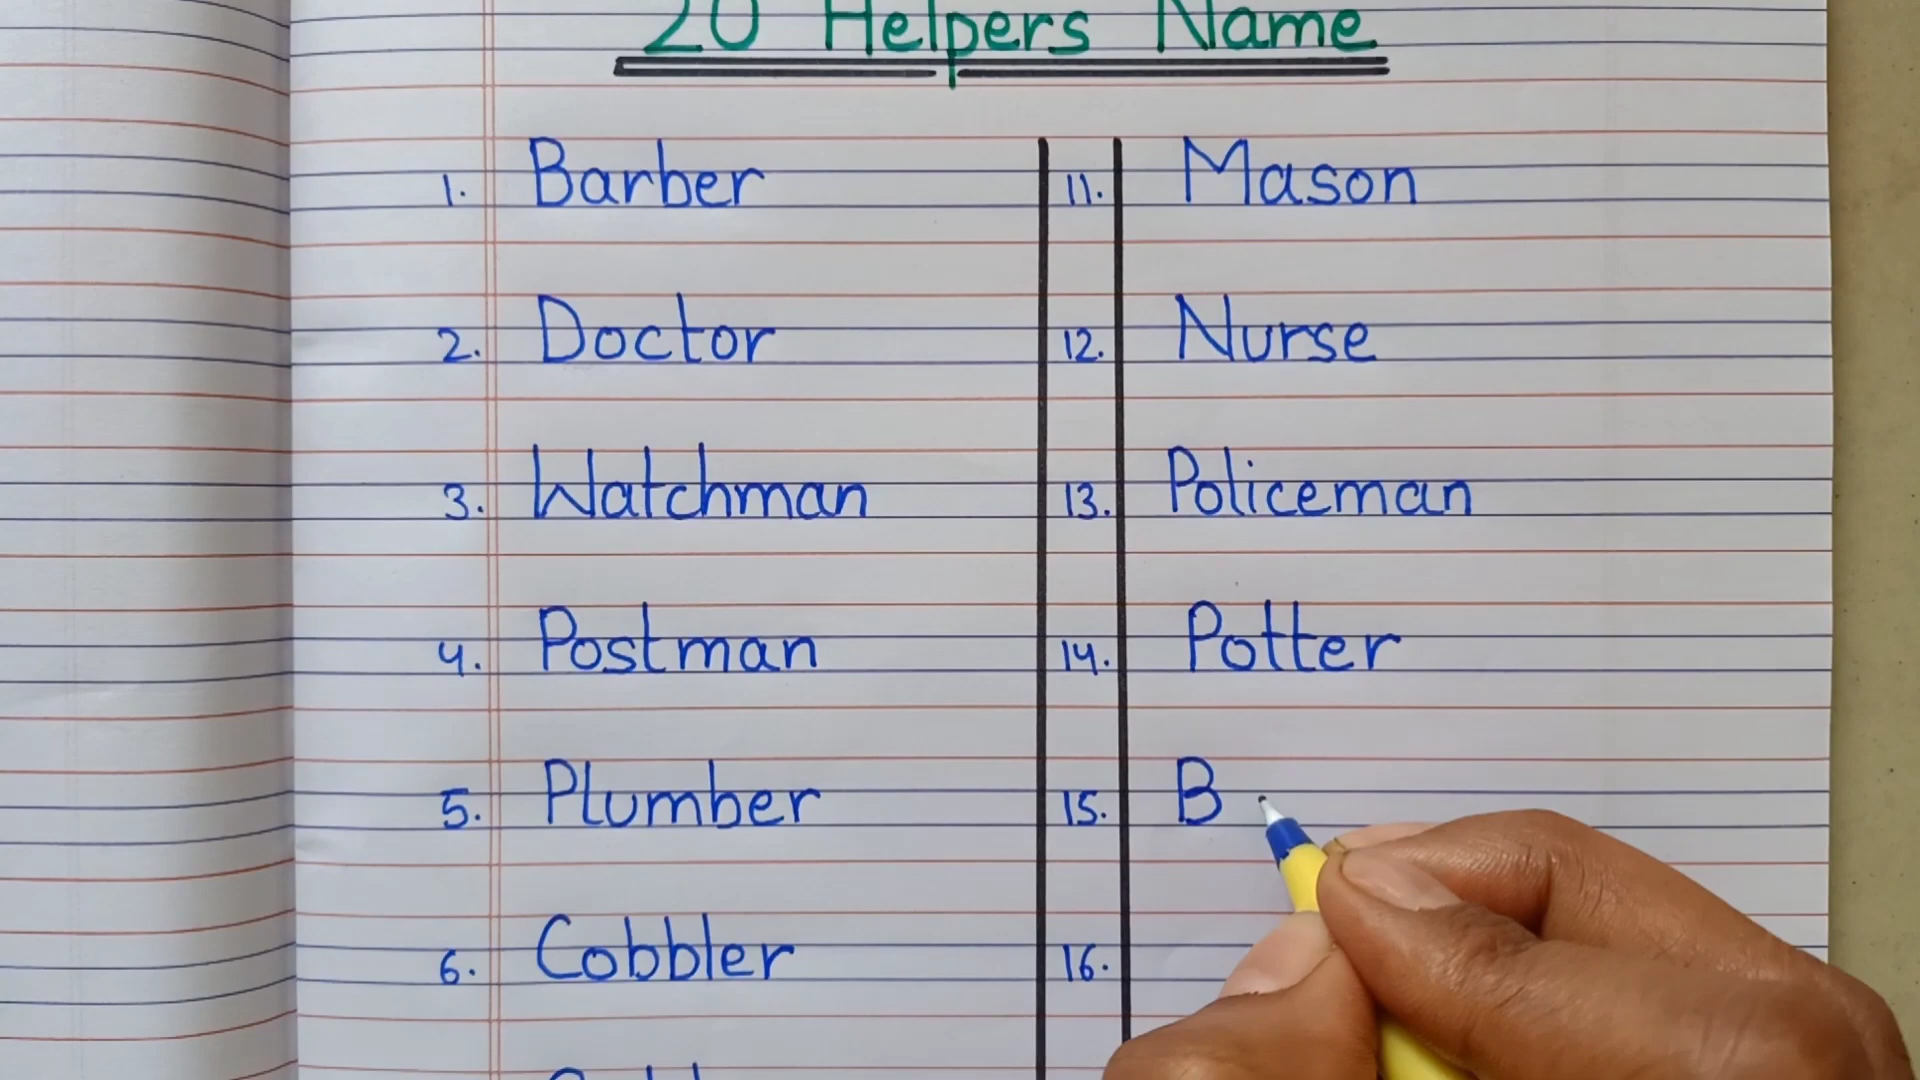 20 Helpers Name
1. Barber
2. Doctor
3. Watchman
4. Postman
5. Plumber
6. Cobbler
11. Mason
12. Nurse
13. Policeman
14. Potter
15. B
16.